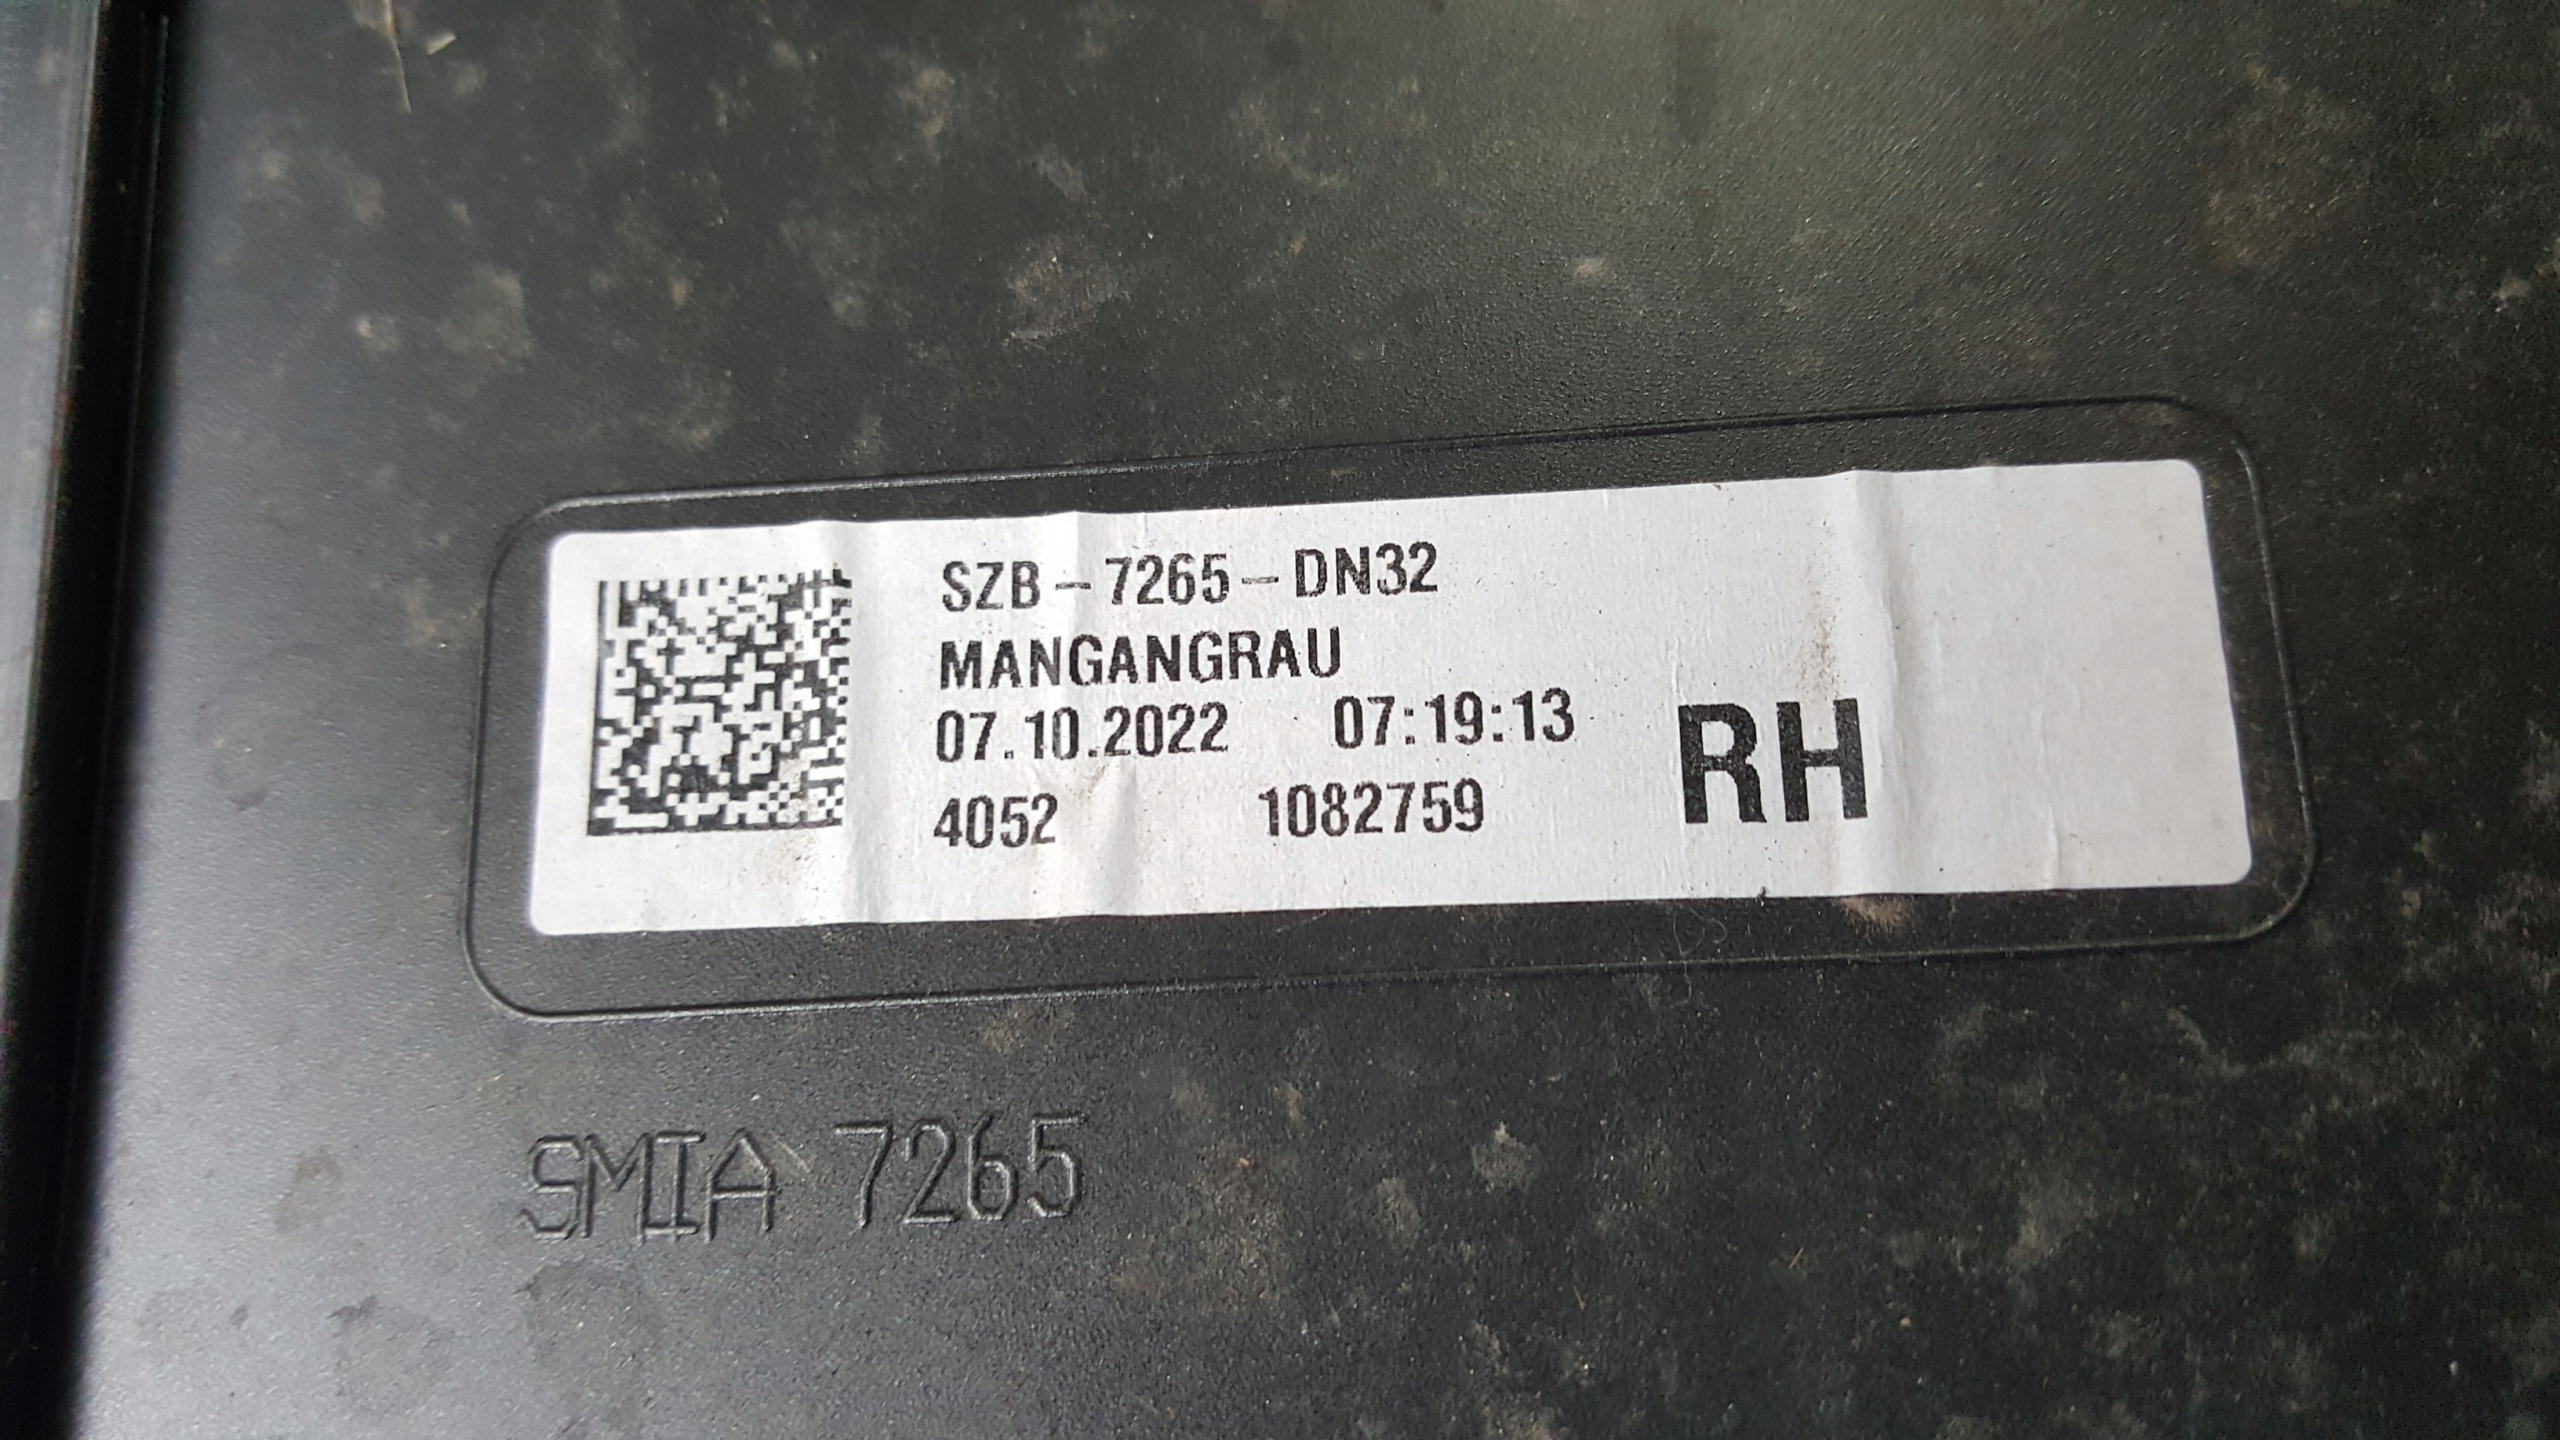 SZB-7265-DN32
MANGANGRAU
07.10.2022 07:19:13
4052 1082759 RH
SMIA 7265